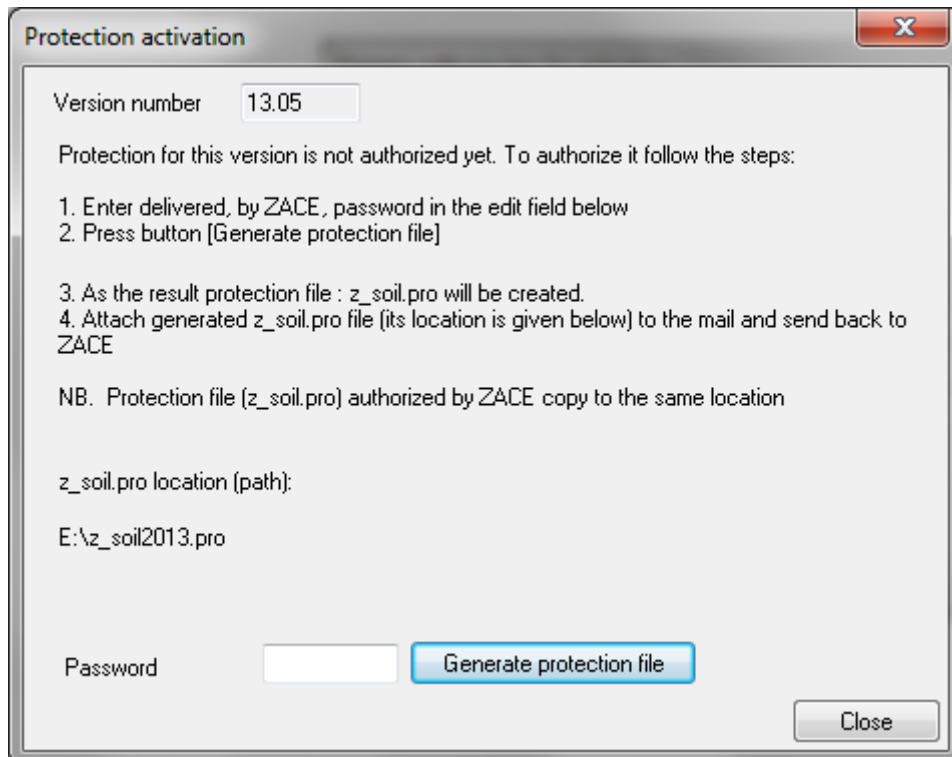 Protection activation
Version number 13.05
Protection for this version is not authorized yet. To authorize it follow the steps:
1. Enter delivered, by ZACE, password in the edit field below
2. Press button [Generate protection file]
3. As the result protection file : z_soil.pro will be created.
4. Attach generated z_soil.pro file (its location is given below) to the mail and send back to
ZACE
NB.  Protection file (z_soil.pro) authorized by ZACE copy to the same location
z_soil.pro location (path):
E:\z_soil2013.pro
Password Generate protection file
Close